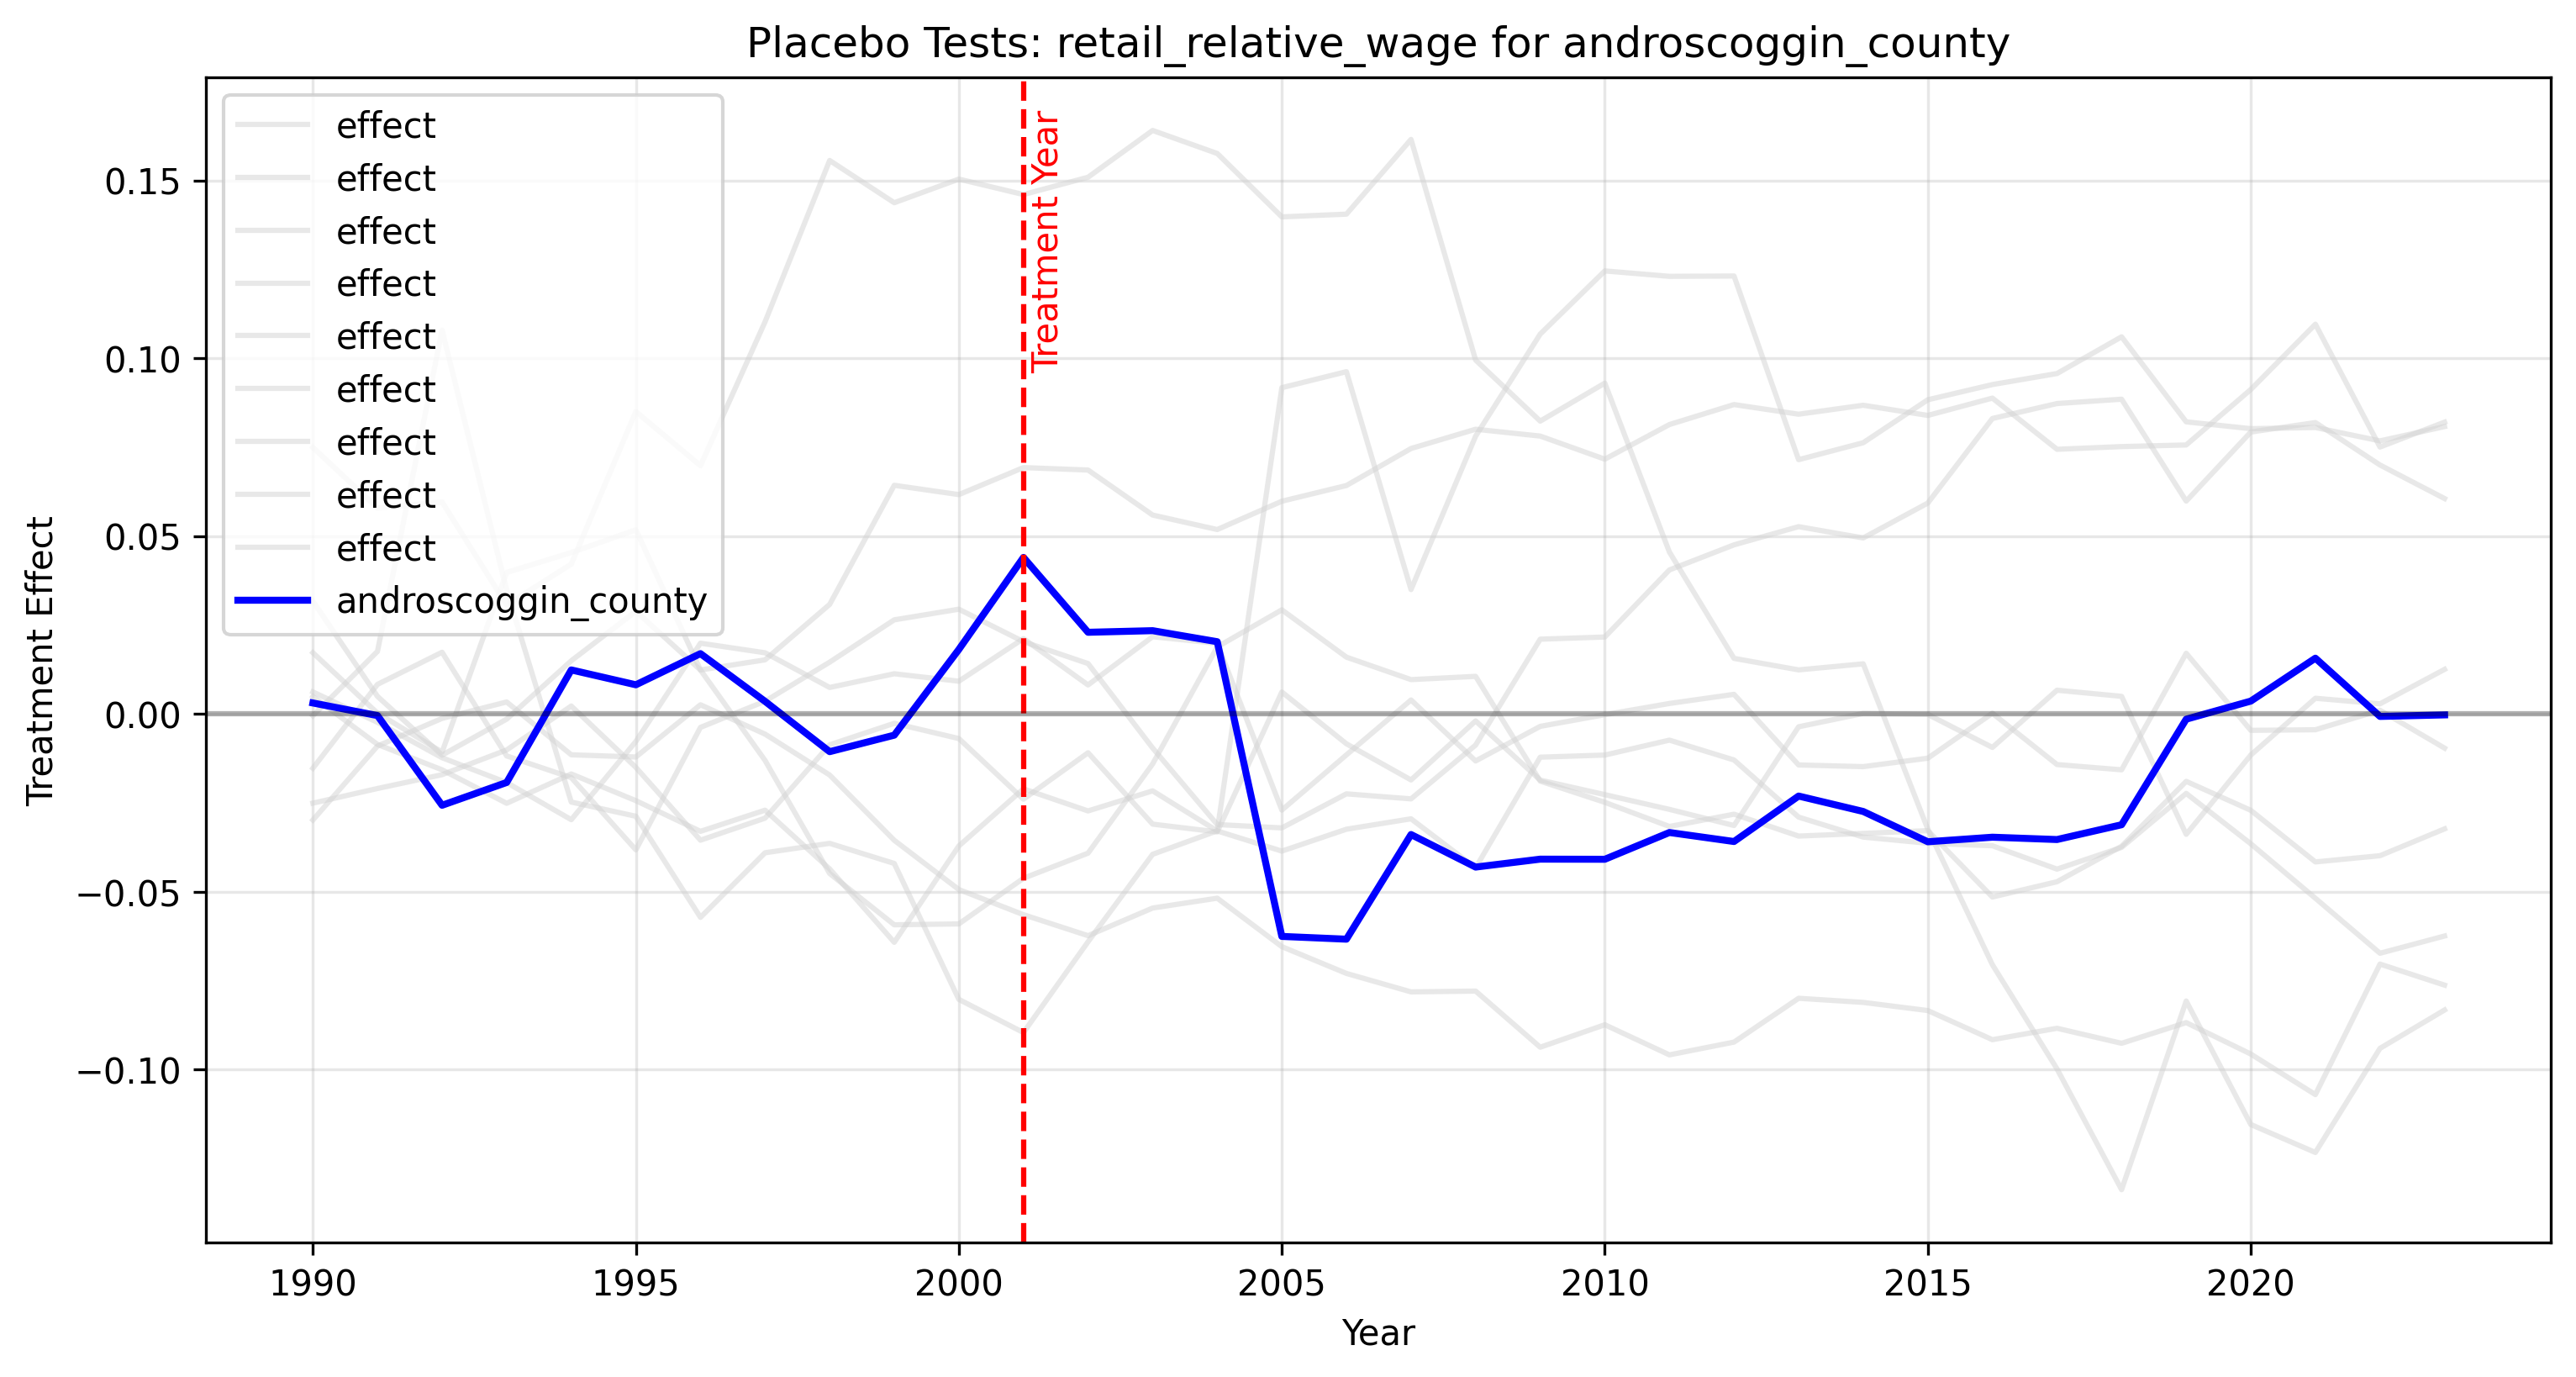 Placebo Tests: retail_relative_wage for androscoggin_county
effect
effect
effect
effect
effect
effect
effect
effect
effect
androscoggin_county
Treatment Year
Treatment Effect
0.15
0.10
0.05
0.00
−0.05
−0.10
1990
1995
2000
2005
2010
2015
2020
Year